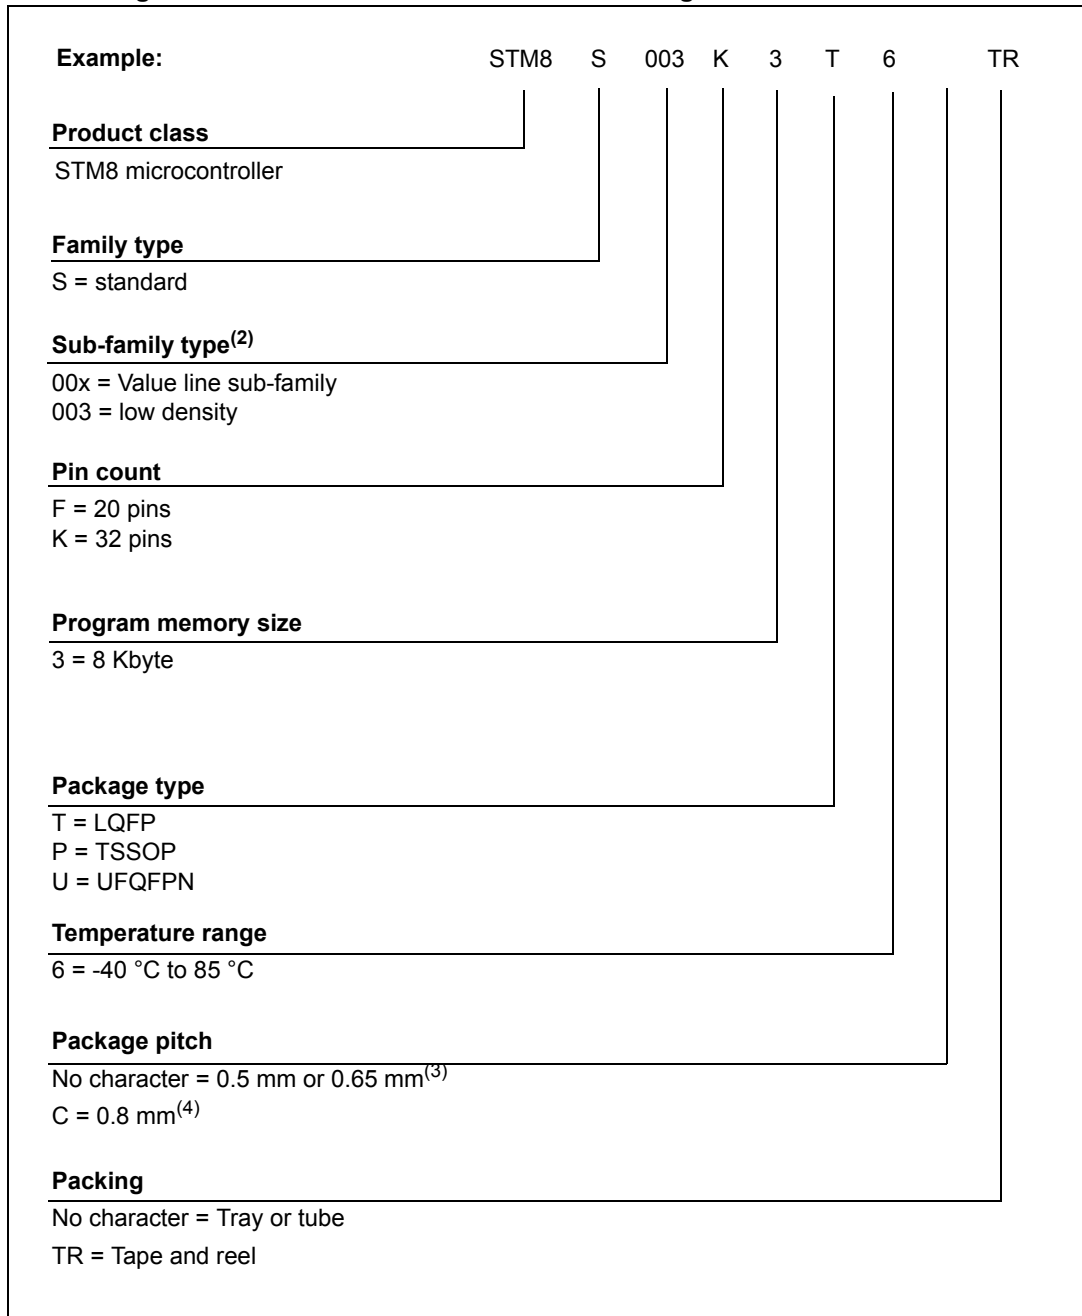 Example: STM8 S 003 K 3 T 6 TR
Product class
STM8 microcontroller
Family type
S = standard
Sub-family type(2)
00x = Value line sub-family
003 = low density
Pin count
F = 20 pins
K = 32 pins
Program memory size
3 = 8 Kbyte
Package type
T = LQFP
P = TSSOP
U = UFQFPN
Temperature range
6 = -40 °C to 85 °C
Package pitch
No character = 0.5 mm or 0.65 mm(3)
C = 0.8 mm(4)
Packing
No character = Tray or tube
TR = Tape and reel